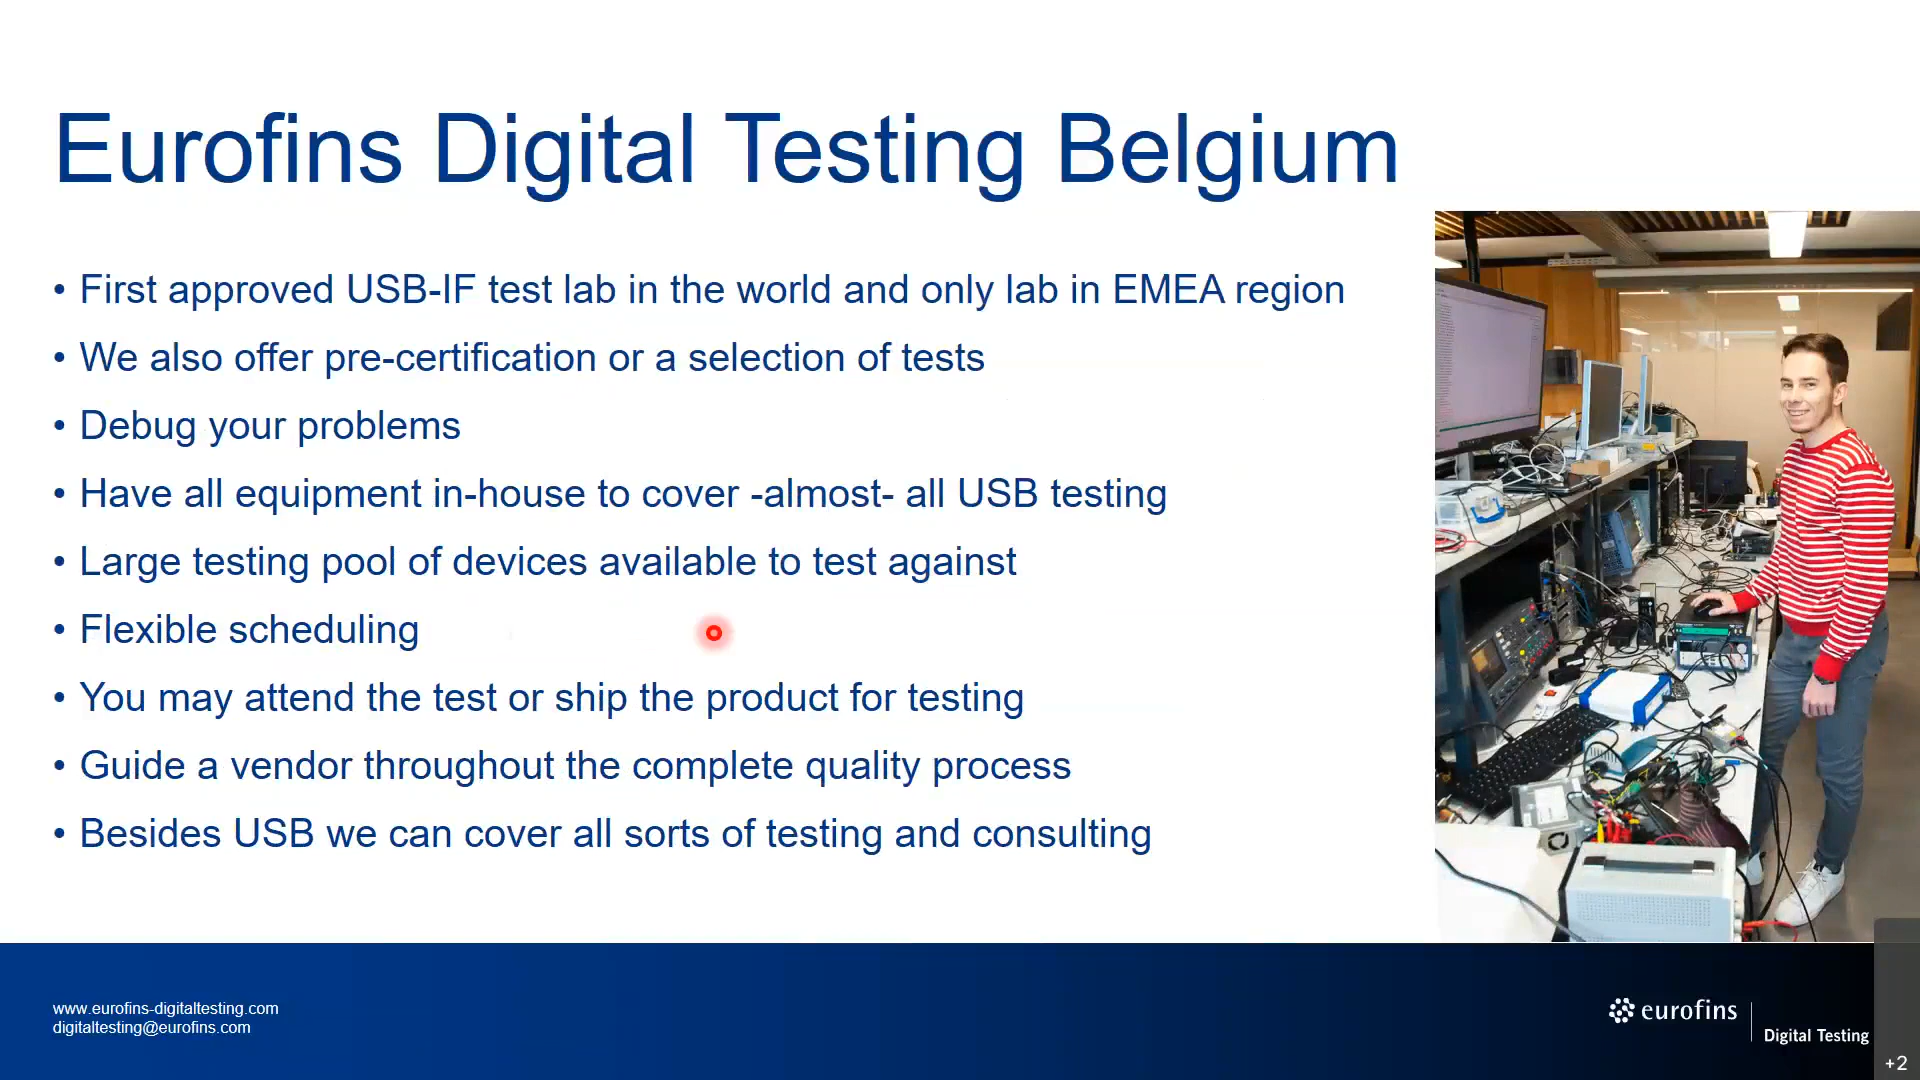 Eurofins Digital Testing Belgium
• First approved USB-IF test lab in the world and only lab in EMEA region
• We also offer pre-certification or a selection of tests
• Debug your problems
• Have all equipment in-house to cover -almost- all USB testing
• Large testing pool of devices available to test against
• Flexible scheduling
• You may attend the test or ship the product for testing
• Guide a vendor throughout the complete quality process
• Besides USB we can cover all sorts of testing and consulting
www.eurofins-digitaltesting.com
digitaltesting@eurofins.com
eurofins
Digital Testing
+2